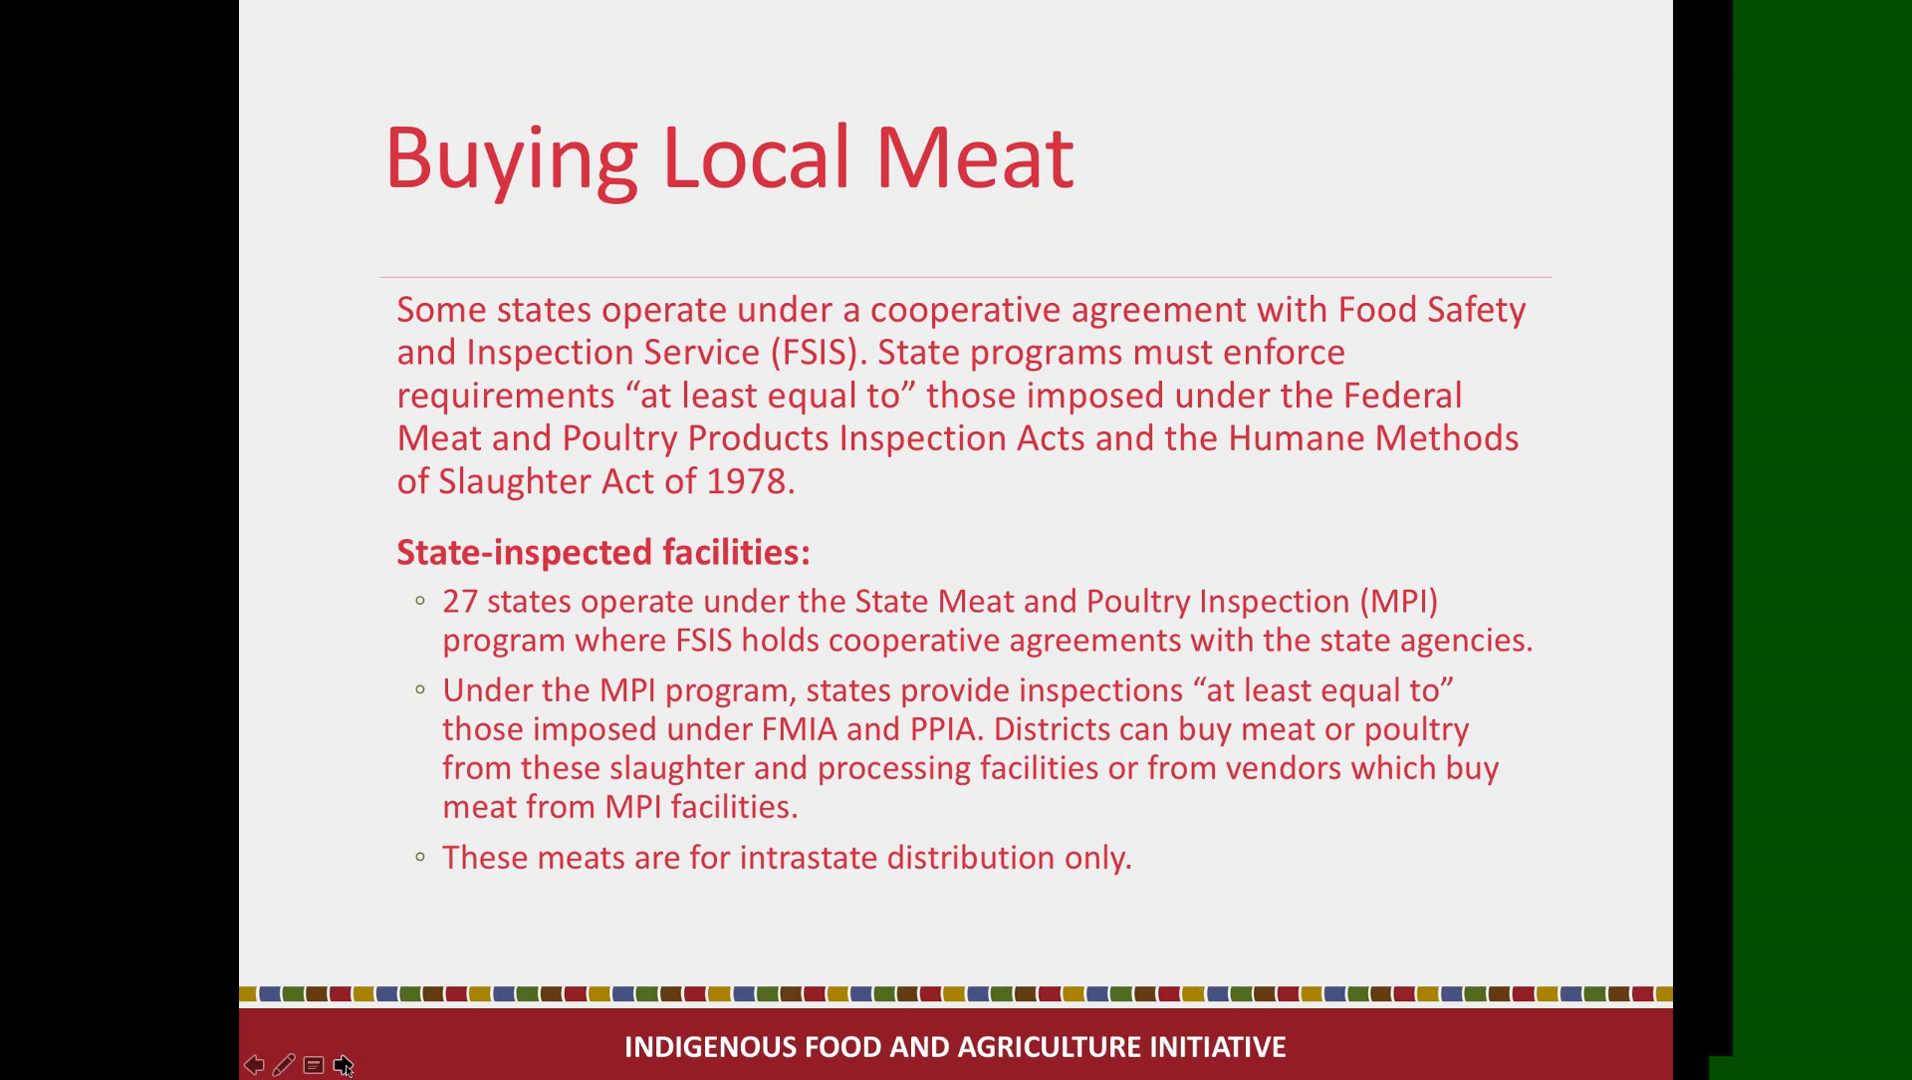 Buying Local Meat
Some states operate under a cooperative agreement with Food Safety
and Inspection Service (FSIS). State programs must enforce
requirements “at least equal to” those imposed under the Federal
Meat and Poultry Products Inspection Acts and the Humane Methods
of Slaughter Act of 1978.
State-inspected facilities:
◦ 27 states operate under the State Meat and Poultry Inspection (MPI)
program where FSIS holds cooperative agreements with the state agencies.
◦ Under the MPI program, states provide inspections “at least equal to”
those imposed under FMIA and PPIA. Districts can buy meat or poultry
from these slaughter and processing facilities or from vendors which buy
meat from MPI facilities.
◦ These meats are for intrastate distribution only.
INDIGENOUS FOOD AND AGRICULTURE INITIATIVE